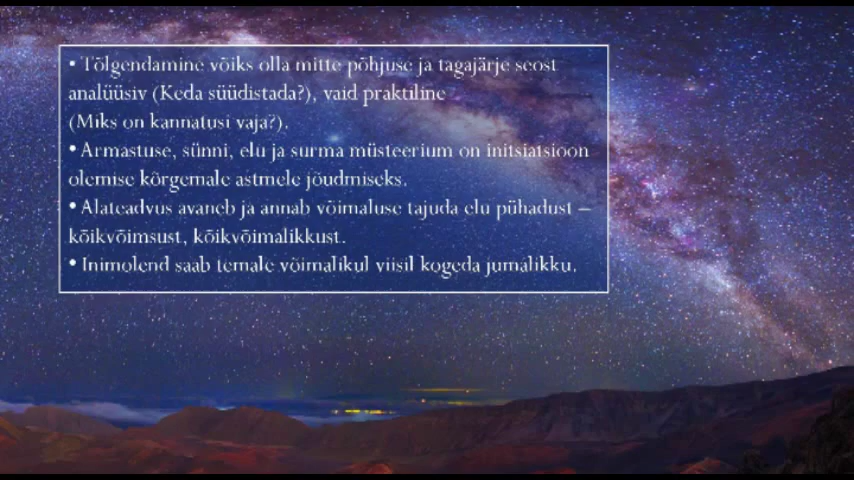 • Tõlgendamine võiks olla mitte põhjuse ja tagajärje seost
analüüsiv (Keda süüdistada?), vaid praktiline
(Miks on kannatusi vaja?).
• Armastuse, sünni, elu ja surma müsteerium on initsiatsioon
olemise kõrgemale astmele jõudmiseks.
• Alateadvus avaneb ja annab võimaluse tajuda elu pühadust –
kõikvõimsust, kõikvõimalikkust.
• Inimolend saab temale võimalikul viisil kogeda jumalikku.